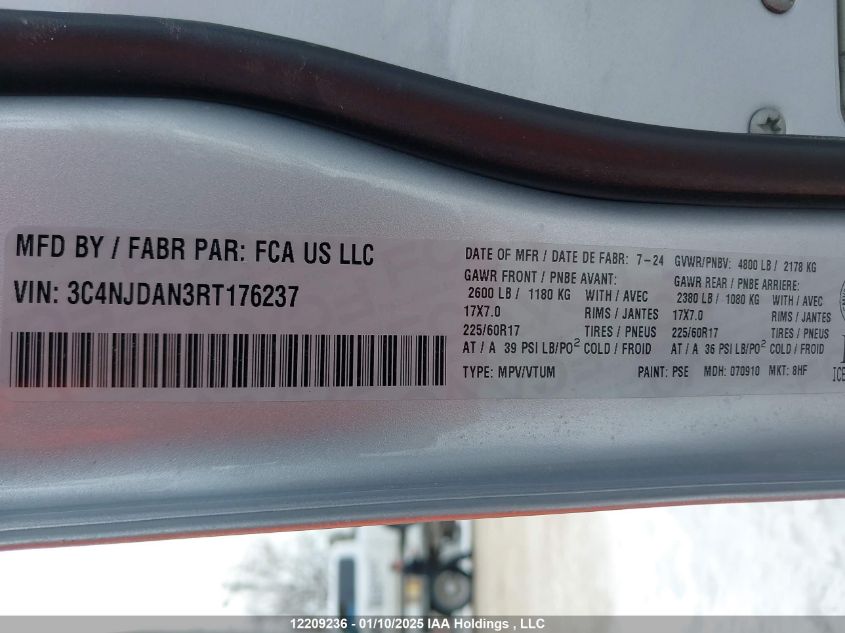 MFD BY / FABR PAR: FCA US LLC
VIN: 3C4NJDAN3RT176237
DATE OF MFR / DATE DE FABR: 7-24 GVWR/PNBV: 4800 LB / 2178 KG
GAWR FRONT / PNBE AVANT: GAWR REAR / PNBE ARRIERE:
2600 LB / 1180 KG WITH / AVEC 2380 LB / 1080 KG WITH / AVEC
17X7.0 RIMS / JANTES 17X7.0 RIMS / JANTES
225/60R17 TIRES / PNEUS 225/60R17 TIRES / PNEUS
AT / A 39 PSI LB/PO² COLD / FROID AT / A 36 PSI LB/PO² COLD / FROID
TYPE: MPV/VTUM PAINT: PSE MDH: 070910 MKT: 8HF
ICE
12209236 - 01/10/2025 IAA Holdings , LLC